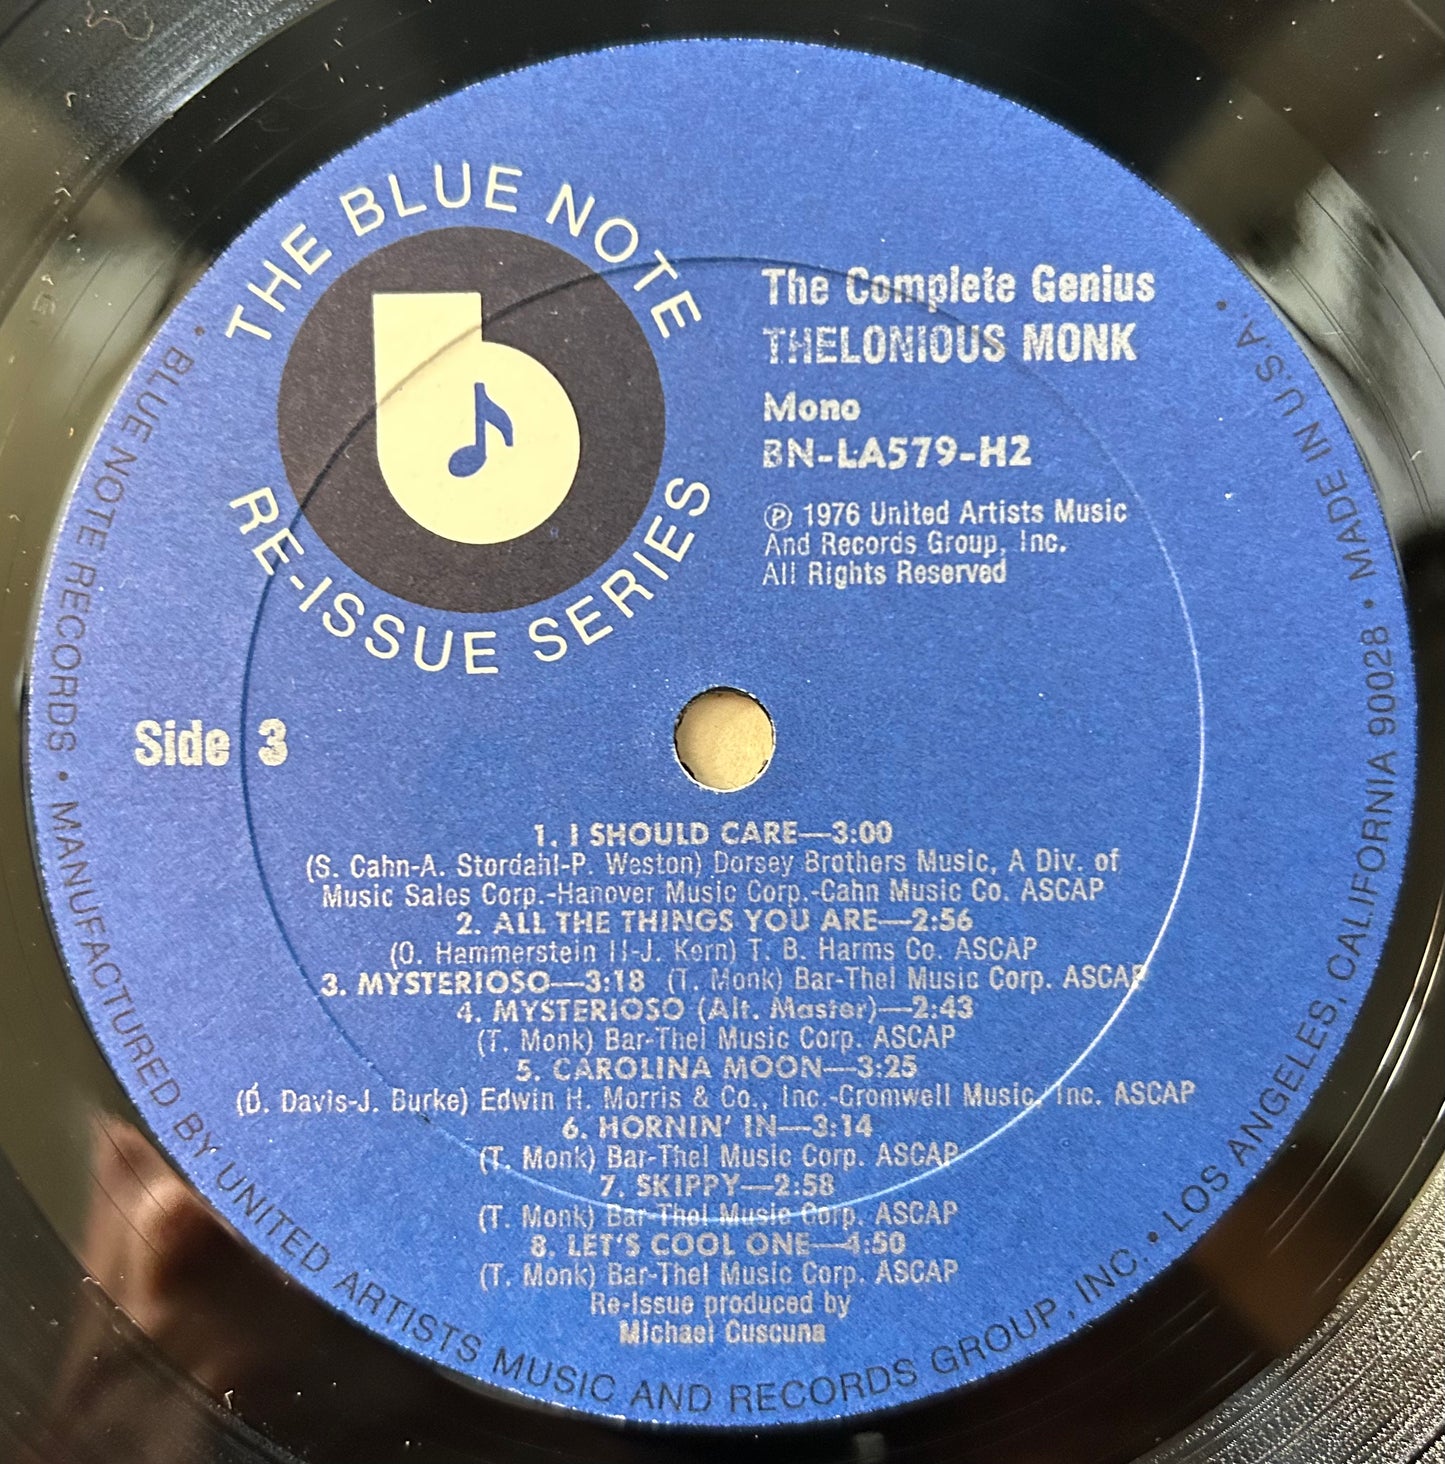 THE BLUE NOTE
RE-ISSUE SERIES
The Complete Genius
THELONIOUS MONK
Mono
BN-LA579-H2
℗ 1976 United Artists Music
And Records Group, Inc.
All Rights Reserved
Side 3
1. I SHOULD CARE—3:00
(S. Cahn-A. Stordahl-P. Weston) Dorsey Brothers Music, A Div. of
Music Sales Corp.-Hanover Music Corp.-Cahn Music Co. ASCAP
2. ALL THE THINGS YOU ARE—2:56
(O. Hammerstein II-J. Kern) T. B. Harms Co. ASCAP
3. MYSTERIOSO—3:18 (T. Monk) Bar-Thel Music Corp. ASCAP
4. MYSTERIOSO (Alt. Master)—2:43
(T. Monk) Bar-Thel Music Corp. ASCAP
5. CAROLINA MOON—3:25
(D. Davis-J. Burke) Edwin H. Morris & Co., Inc.-Cromwell Music, Inc. ASCAP
6. HORNIN' IN—3:14
(T. Monk) Bar-Thel Music Corp. ASCAP
7. SKIPPY—2:58
(T. Monk) Bar-Thel Music Corp. ASCAP
8. LET'S COOL ONE—4:50
(T. Monk) Bar-Thel Music Corp. ASCAP
Re-Issue produced by
Michael Cuscuna
• BLUE NOTE RECORDS • MANUFACTURED BY UNITED ARTISTS MUSIC AND RECORDS GROUP, INC. • LOS ANGELES, CALIFORNIA 90028 • MADE IN U.S.A. •